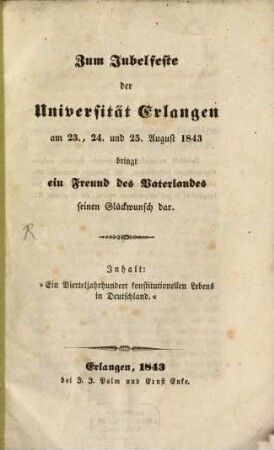 Zum Jubelfeste
der
Universität Erlangen
am 23., 24. und 25. August 1843
bringt
ein Freund des Vaterlandes
seinen Glückwunsch dar.
R
Inhalt:
»Ein Vierteljahrhundert konstitutionellen Lebens
in Deutschland.«
Erlangen, 1843
bei J. J. Palm und Ernst Enke.